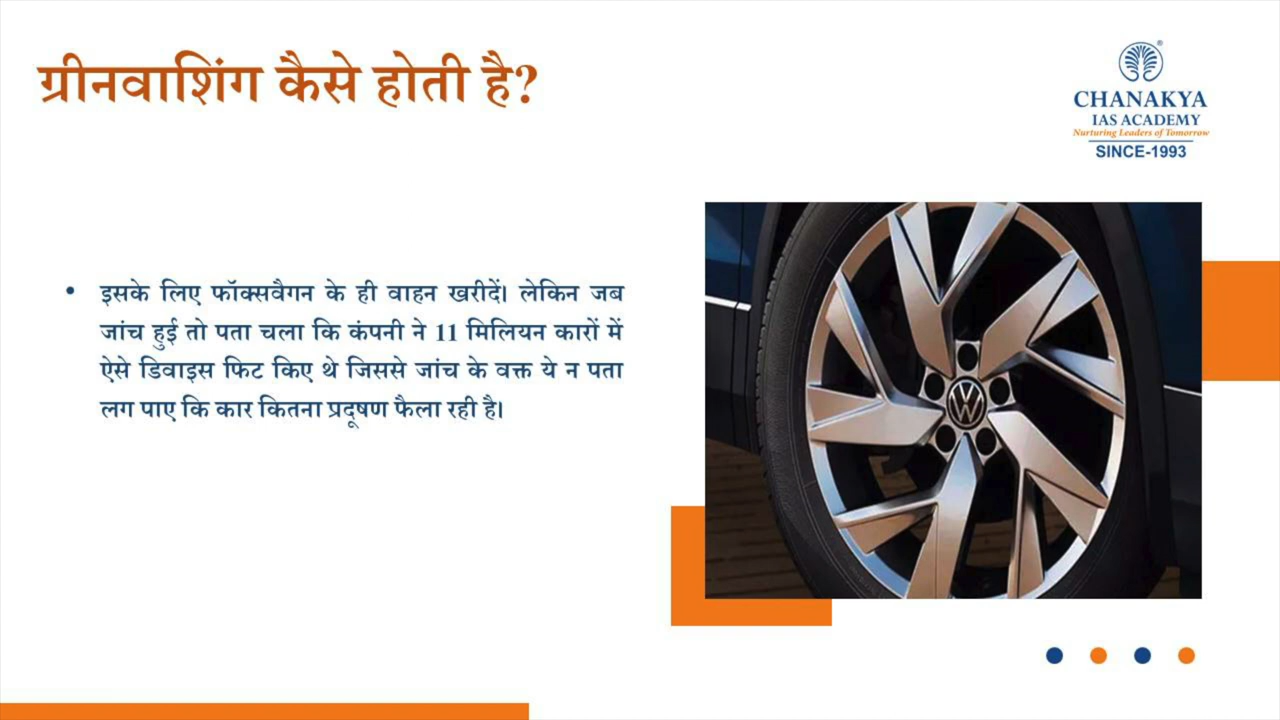 ग्रीनवाशिंग कैसे होती है?
CHANAKYA
IAS ACADEMY
Nurturing Leaders of Tomorrow
SINCE-1993
• इसके लिए फॉक्सवैगन के ही वाहन खरीदें। लेकिन जब
जांच हुई तो पता चला कि कंपनी ने 11 मिलियन कारों में
ऐसे डिवाइस फिट किए थे जिससे जांच के वक्त ये न पता
लग पाए कि कार कितना प्रदूषण फैला रही है।